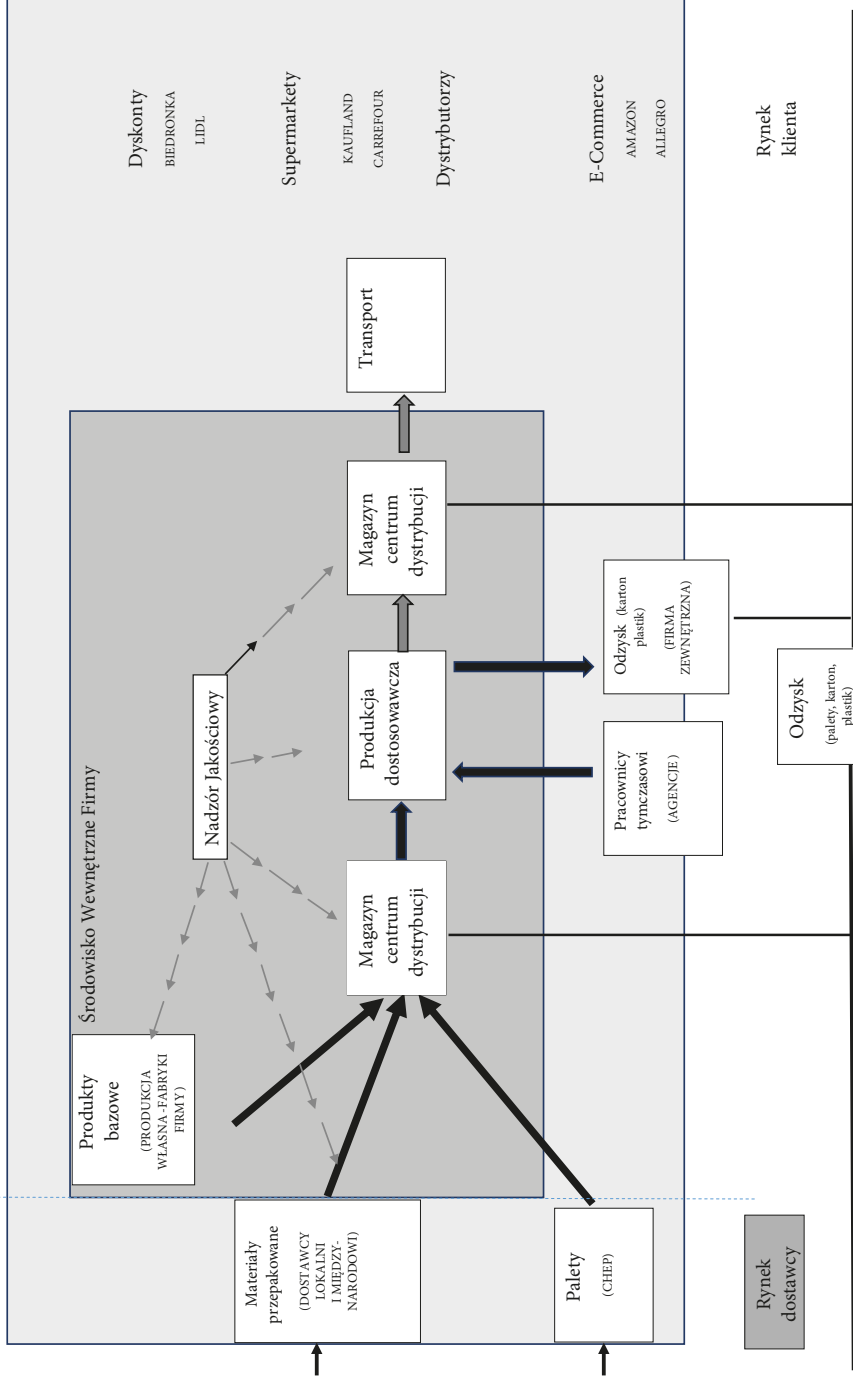 Środowisko Wewnętrzne Firmy
Produkty
bazowe
(PRODUKCJA
WŁASNA -FABRYKI
FIRMY)
Nadzór Jakościowy
Materiały
przepakowane
(DOSTAWCY
LOKALNI
I MIĘDZY-
NARODOWI)
Magazyn
centrum
dystrybucji
Produkcja
dostosowawcza
Magazyn
centrum
dystrybucji
Transport
Dyskonty
BIEDRONKA
LIDL
Supermarkety
KAUFLAND
CARREFOUR
Dystrybutorzy
E-Commerce
AMAZON
ALLEGRO
Palety
(CHEP)
Pracownicy
tymczasowi
(AGENCJE)
Odzysk (karton
plastik)
(FIRMA
ZEWNĘTRZNA)
Rynek
dostawcy
Odzysk
(palety, karton,
plastik)
Rynek
klienta